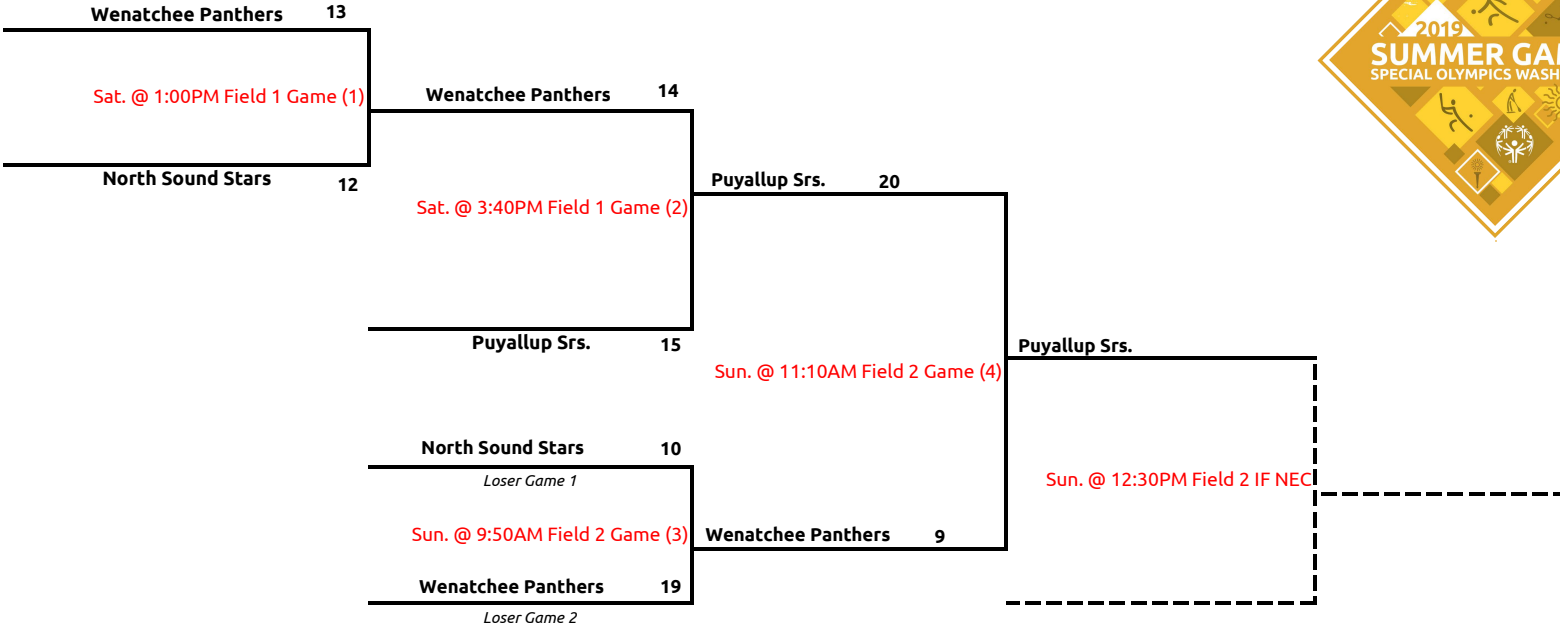 Wenatchee Panthers 13
Sat. @ 1:00PM Field 1 Game (1)
North Sound Stars 12
Wenatchee Panthers 14
Sat. @ 3:40PM Field 1 Game (2)
Puyallup Srs. 15
Puyallup Srs. 20
Sun. @ 11:10AM Field 2 Game (4)
North Sound Stars 10
Loser Game 1
Sun. @ 9:50AM Field 2 Game (3)
Wenatchee Panthers 19
Loser Game 2
Wenatchee Panthers 9
Puyallup Srs.
Sun. @ 12:30PM Field 2 IF NEC
2019
SUMMER GA
SPECIAL OLYMPICS WASH